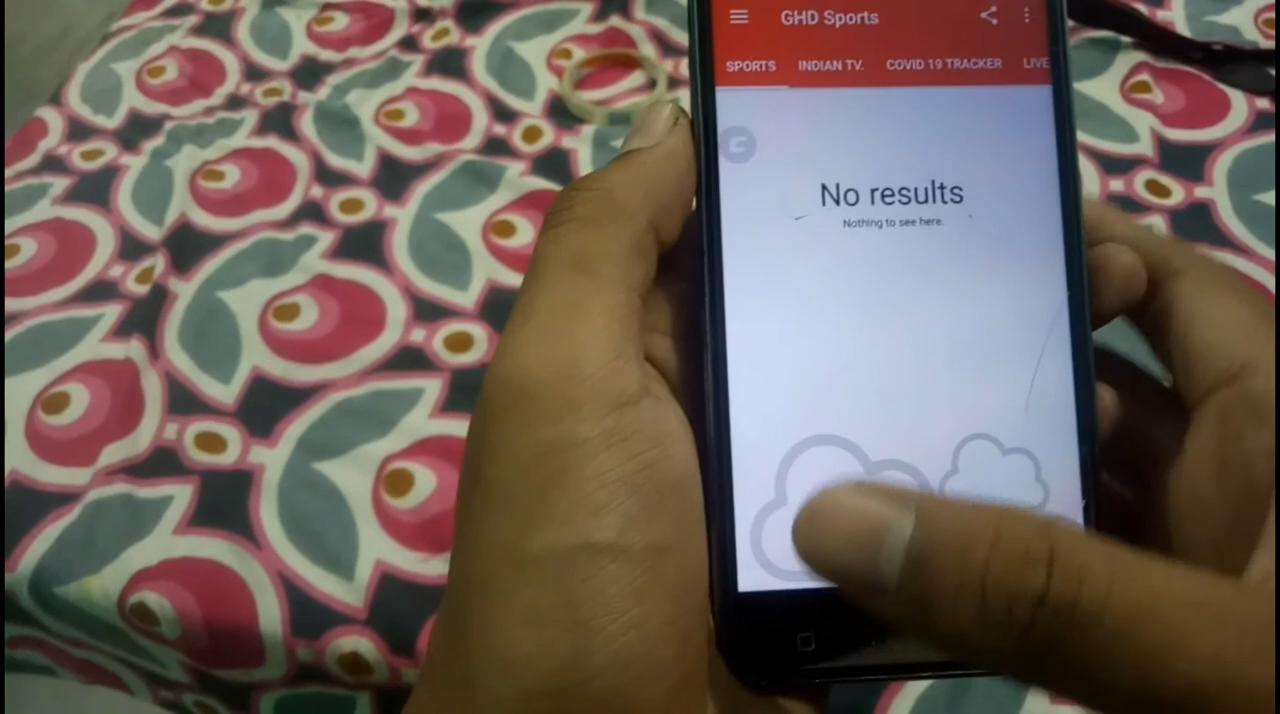 GHD Sports
SPORTS INDIAN TV. COVID 19 TRACKER LIVE
No results
Nothing to see here.